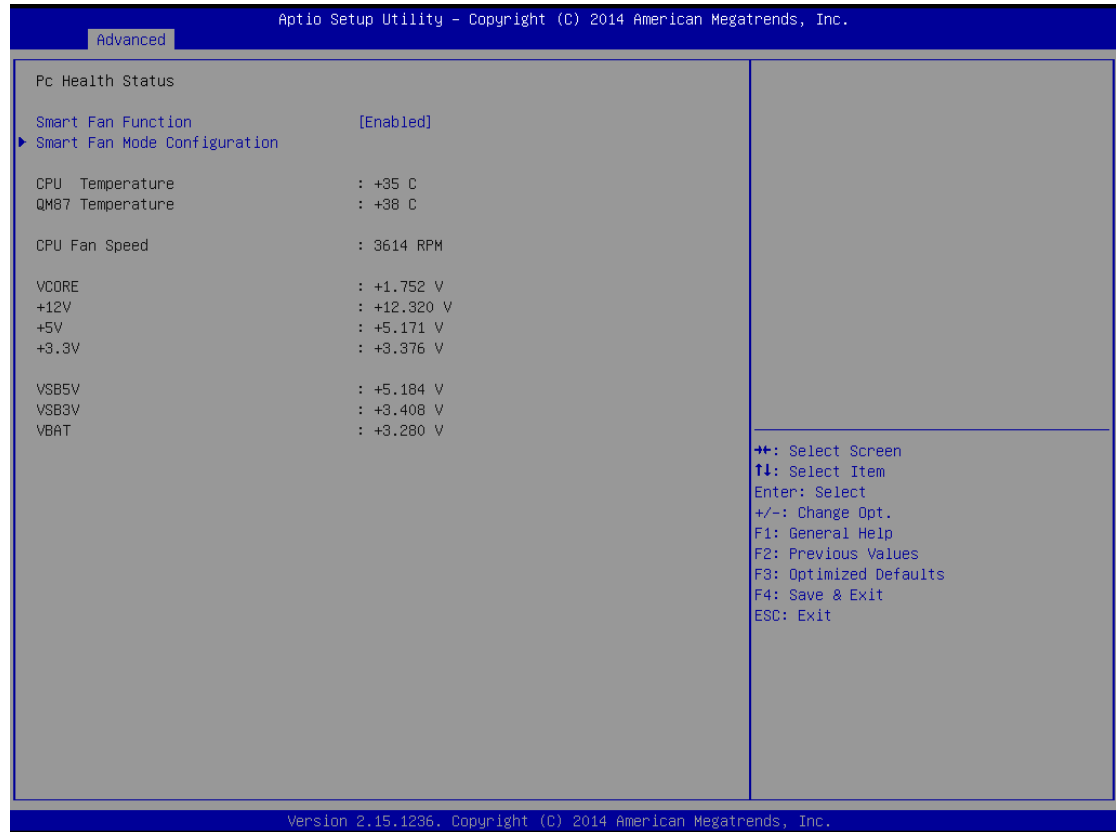 Aptio Setup Utility – Copyright (C) 2014 American Megatrends, Inc.
Advanced
Pc Health Status
Smart Fan Function [Enabled]
Smart Fan Mode Configuration
CPU Temperature : +35 C
QM87 Temperature : +38 C
CPU Fan Speed : 3614 RPM
VCORE : +1.752 V
+12V : +12.320 V
+5V : +5.171 V
+3.3V : +3.376 V
VSB5V : +5.184 V
VSB3V : +3.408 V
VBAT : +3.280 V
→←: Select Screen
↑↓: Select Item
Enter: Select
+/-: Change Opt.
F1: General Help
F2: Previous Values
F3: Optimized Defaults
F4: Save & Exit
ESC: Exit
Version 2.15.1236. Copyright (C) 2014 American Megatrends, Inc.